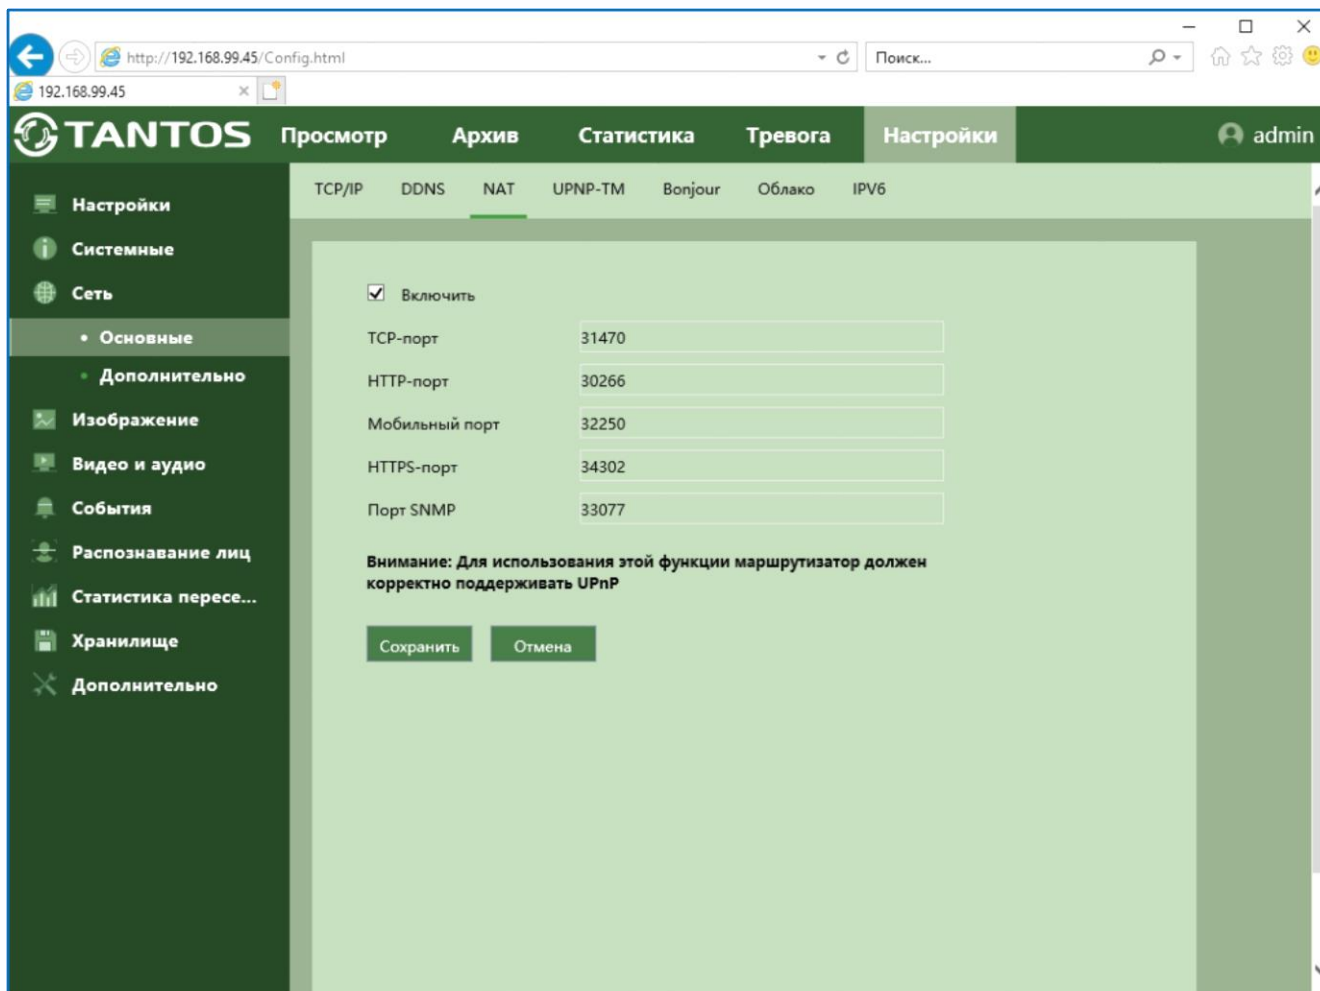 http://192.168.99.45/Config.html
Поиск...
192.168.99.45
TANTOS
Просмотр
Архив
Статистика
Тревога
Настройки
admin
TCP/IP
DDNS
NAT
UPNP-TM
Bonjour
Облако
IPV6
Настройки
Системные
Сеть
Основные
Дополнительно
Изображение
Видео и аудио
События
Распознавание лиц
Статистика пересе...
Хранилище
Дополнительно
Включить
TCP-порт 31470
HTTP-порт 30266
Мобильный порт 32250
HTTPS-порт 34302
Порт SNMP 33077
Внимание: Для использования этой функции маршрутизатор должен
корректно поддерживать UPnP
Сохранить
Отмена